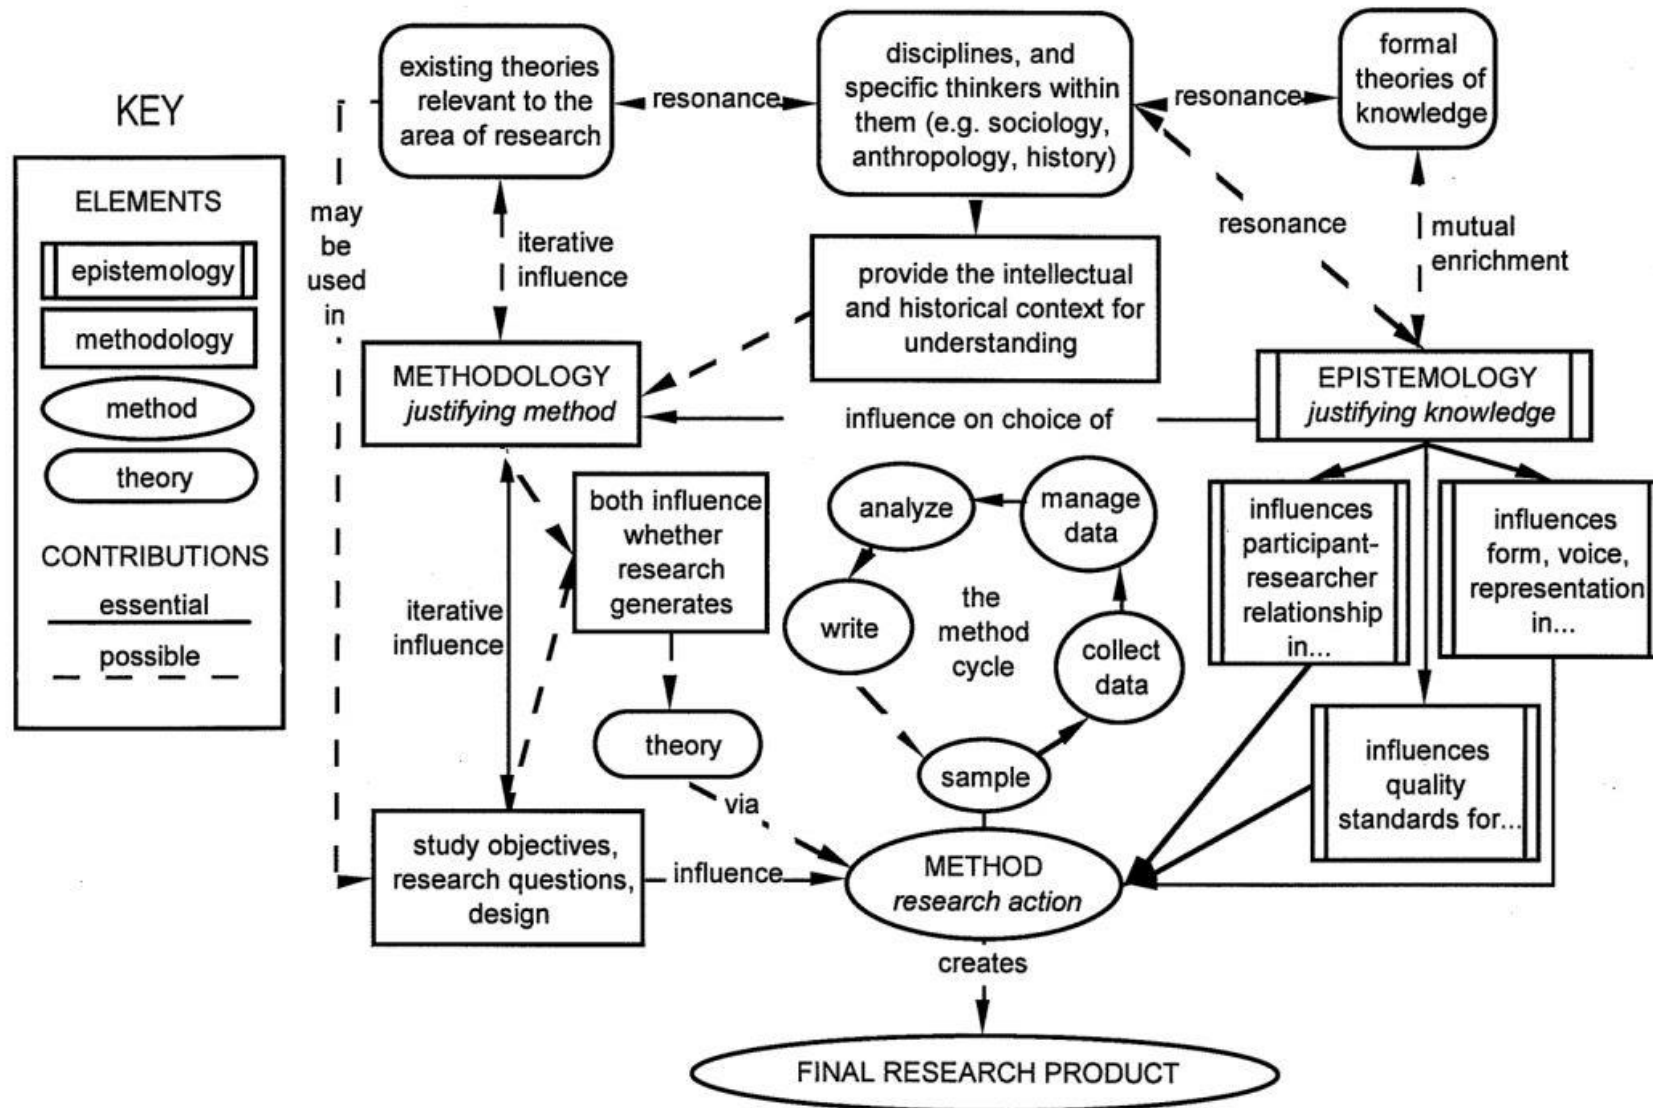 KEY
ELEMENTS
epistemology
methodology
method
theory
CONTRIBUTIONS
essential
possible
existing theories
relevant to the
area of research
resonance
disciplines, and
specific thinkers within
them (e.g. sociology,
anthropology, history)
resonance
formal
theories of
knowledge
may
be
used
in
iterative
influence
provide the intellectual
and historical context for
understanding
resonance
mutual
enrichment
METHODOLOGY
justifying method
influence on choice of
EPISTEMOLOGY
justifying knowledge
iterative
influence
both influence
whether
research
generates
theory
via
analyze
manage
data
write
the
method
cycle
collect
data
sample
influences
participant-
researcher
relationship
in...
influences
form, voice,
representation
in...
influences
quality
standards for...
study objectives,
research questions,
design
influence
METHOD
research action
creates
FINAL RESEARCH PRODUCT